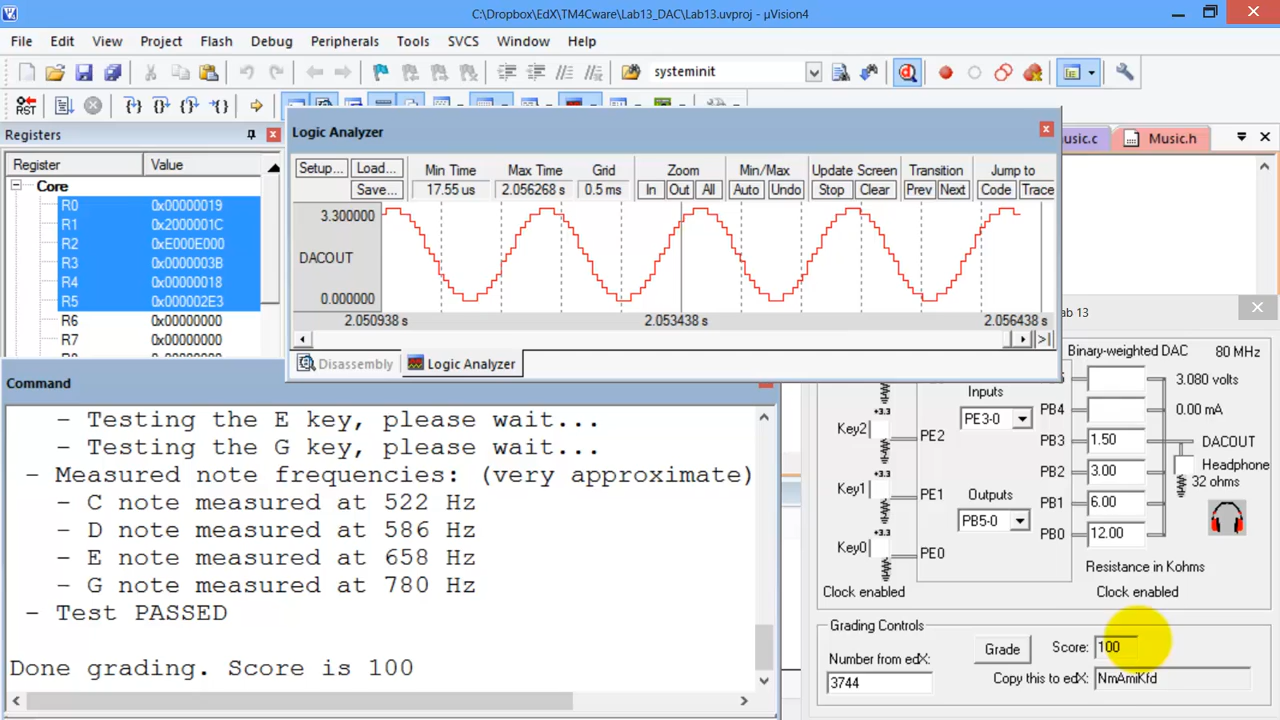 C:\Dropbox\EdX\TM4Cware\Lab13_DAC\Lab13.uvproj - µVision4
File Edit View Project Flash Debug Peripherals Tools SVCS Window Help
systeminit
RST
Registers
Register Value
Core
R0 0x00000019
R1 0x2000001C
R2 0xE000E000
R3 0x0000003B
R4 0x00000018
R5 0x000002E3
R6 0x00000000
R7 0x00000000
usic.c Music.h
Logic Analyzer
Setup... Load... Min Time Max Time Grid Zoom Min/Max Update Screen Transition Jump to
Save... 17.55 us 2.056268 s 0.5 ms In Out All Auto Undo Stop Clear Prev Next Code Trace
3.300000
DACOUT
0.000000
2.050938 s 2.053438 s 2.056438 s
Disassembly Logic Analyzer
Command
- Testing the E key, please wait...
- Testing the G key, please wait...
- Measured note frequencies: (very approximate)
- C note measured at 522 Hz
- D note measured at 586 Hz
- E note measured at 658 Hz
- G note measured at 780 Hz
- Test PASSED
Done grading. Score is 100
ab 13
Binary-weighted DAC 80 MHz
Inputs
3.080 volts
+3.3
PE3-0
PB4
0.00 mA
Key2 PE2
PB3 1.50 DACOUT
PB2 3.00 Headphone
32 ohms
+3.3
Key1 PE1
Outputs
PB1 6.00
PB5-0
+3.3
PB0 12.00
Key0 PE0
Resistance in Kohms
Clock enabled Clock enabled
Grading Controls
Number from edX: Grade Score: 100
3744 Copy this to edX: NmAmiKfd